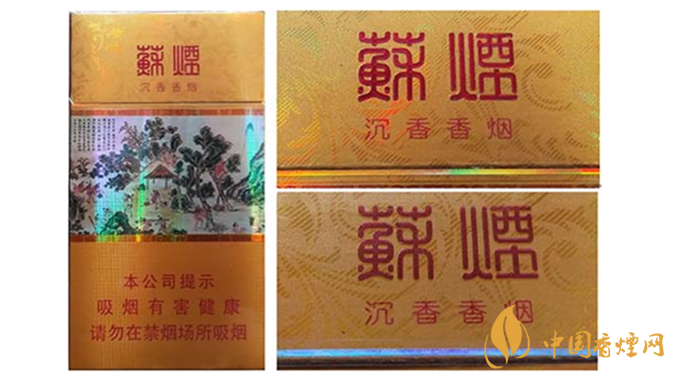 蘇煙
沉香香烟
本公司提示
吸烟有害健康
请勿在禁烟场所吸烟
蘇煙
沉香香烟
蘇煙
沉香香烟
中国香烟网